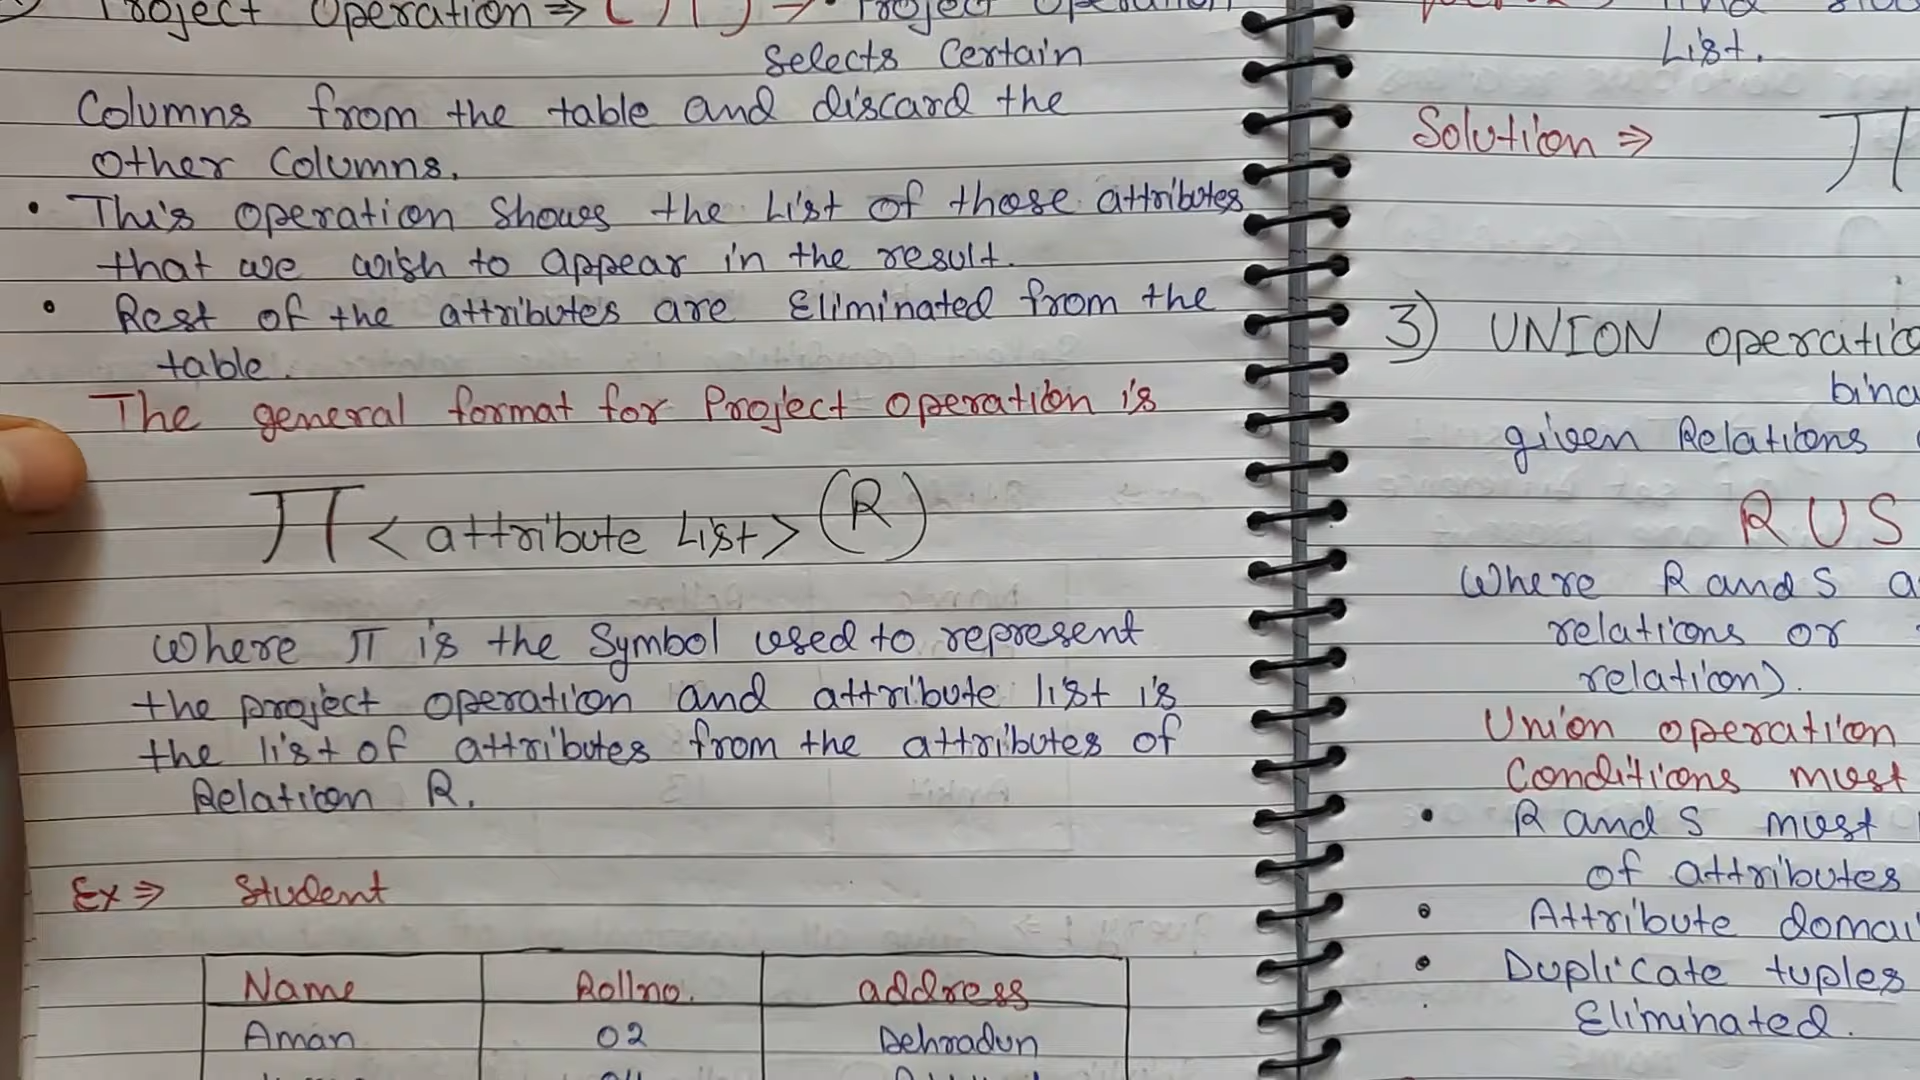 Project Operation ⇒ (π) → Project Operation
Selects Certain
Columns from the table and discard the
Other Columns.
• This operation Shows the List of those attributes
that we wish to appear in the result.
• Rest of the attributes are Eliminated from the
table.
The general format for Project operation is
π < attribute List > (R)
Where π is the Symbol used to represent
the project operation and attribute list is
the list of attributes from the attributes of
Relation R.
Ex ⇒ Student
Name Rollno. address
Aman 02 Dehradun
List.
Solution ⇒ π
3) UNION operatio
bina
given Relations
R U S
Where R and S a
relations or
relation).
Union operation
Conditions must
• R and S must
of attributes
• Attribute domai
• Duplicate tuples
Eliminated.